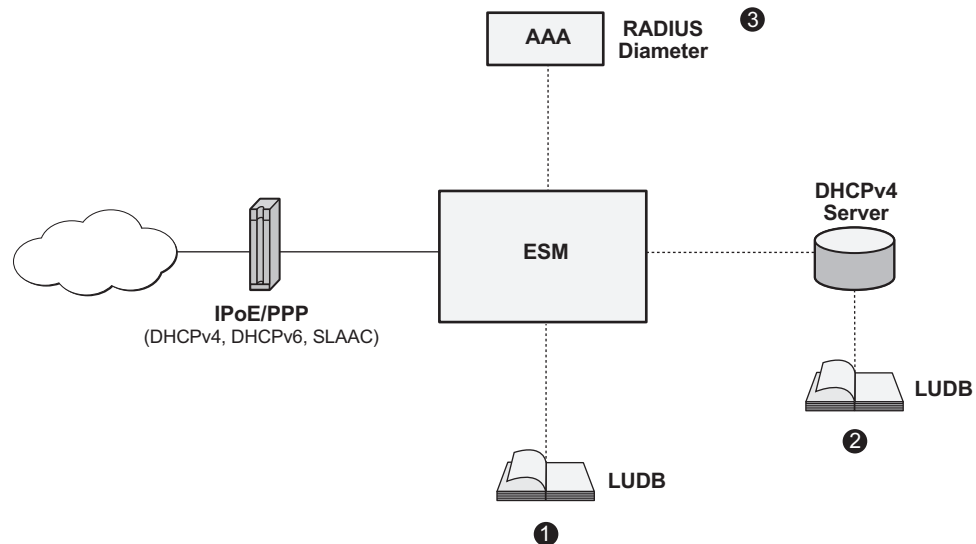 AAA
RADIUS
Diameter
3
ESM
DHCPv4
Server
IPoE/PPP
(DHCPv4, DHCPv6, SLAAC)
LUDB
2
LUDB
1